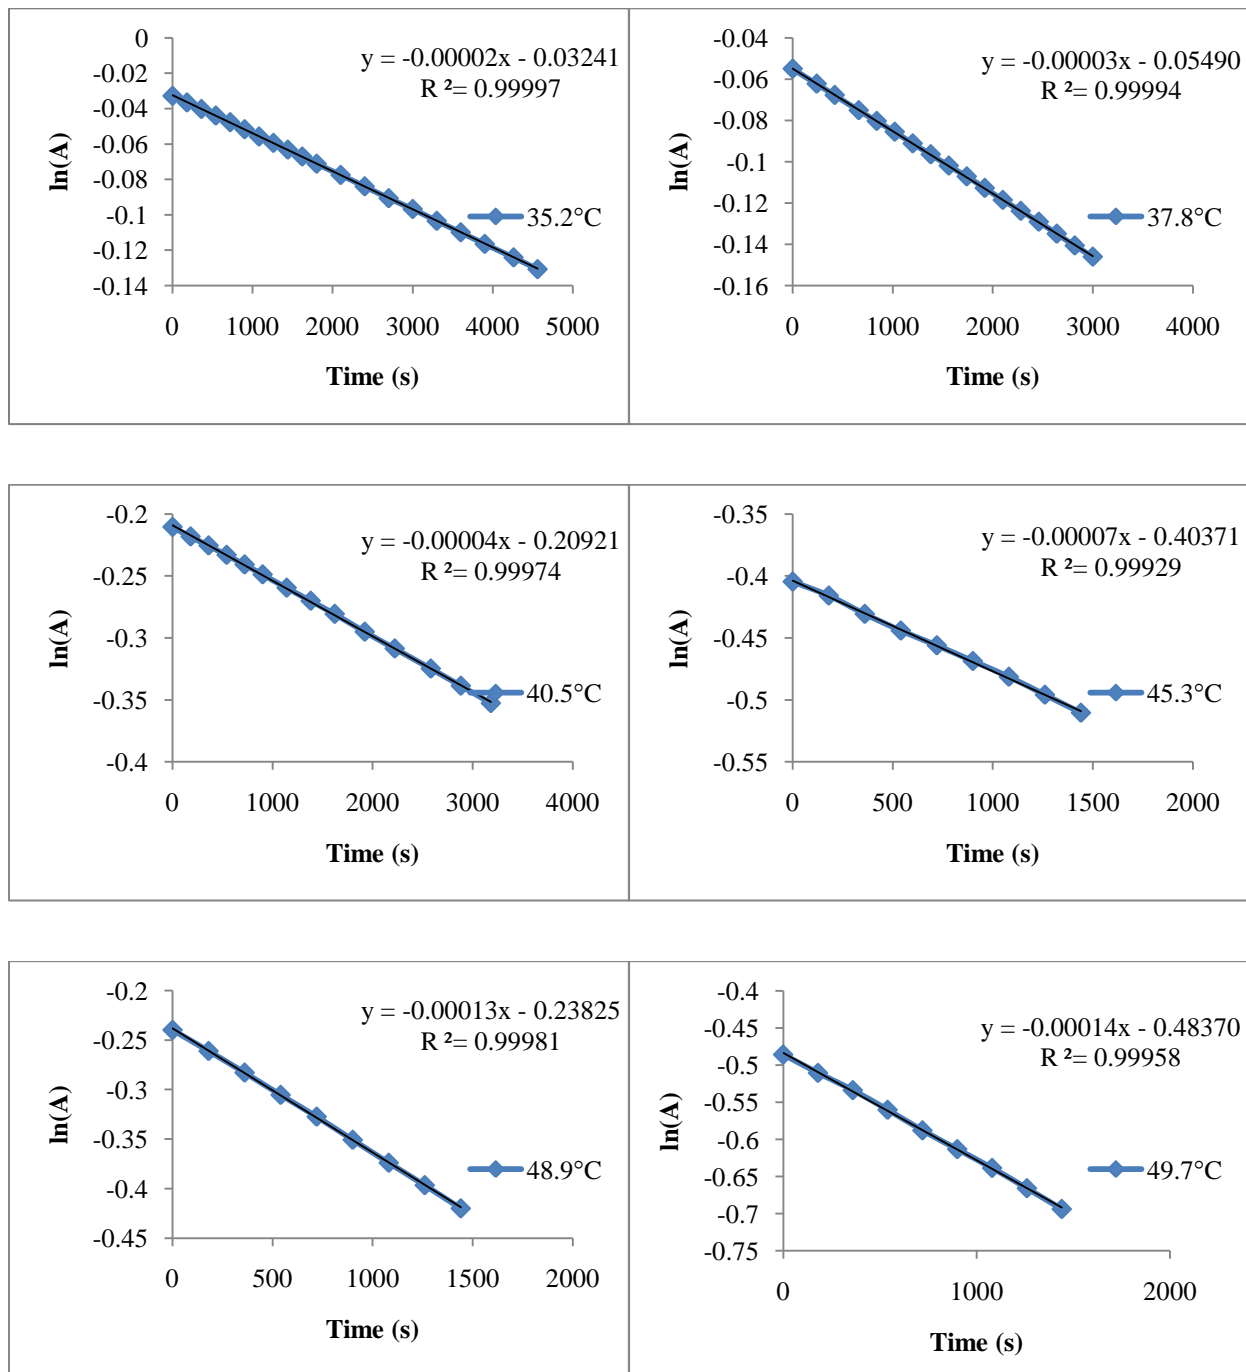 y = -0.00002x - 0.03241
R ²= 0.99997
0
-0.02
-0.04
-0.06
-0.08
-0.1
-0.12
-0.14
ln(A)
35.2°C
0 1000 2000 3000 4000 5000
Time (s)
y = -0.00003x - 0.05490
R ²= 0.99994
-0.04
-0.06
-0.08
-0.1
-0.12
-0.14
-0.16
ln(A)
37.8°C
0 1000 2000 3000 4000
Time (s)
y = -0.00004x - 0.20921
R ²= 0.99974
-0.2
-0.25
-0.3
-0.35
-0.4
ln(A)
40.5°C
0 1000 2000 3000 4000
Time (s)
y = -0.00007x - 0.40371
R ²= 0.99929
-0.35
-0.4
-0.45
-0.5
-0.55
ln(A)
45.3°C
0 500 1000 1500 2000
Time (s)
y = -0.00013x - 0.23825
R ²= 0.99981
-0.2
-0.25
-0.3
-0.35
-0.4
-0.45
ln(A)
48.9°C
0 500 1000 1500 2000
Time (s)
y = -0.00014x - 0.48370
R ²= 0.99958
-0.4
-0.45
-0.5
-0.55
-0.6
-0.65
-0.7
-0.75
ln(A)
49.7°C
0 1000 2000
Time (s)